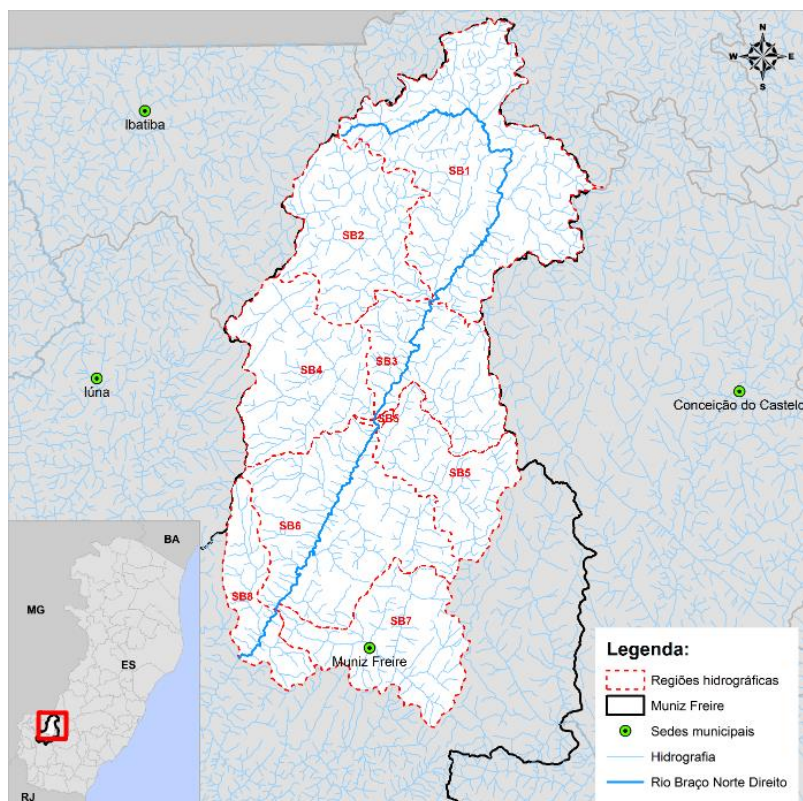 N
W
E
S
Ibatiba
SB1
SB2
SB3
SB4
Iúna
Conceição do Castelo
SB5
SB5
SB6
SB8
SB7
Muniz Freire
BA
MG
ES
RJ
Legenda:
Regiões hidrográficas
Muniz Freire
Sedes municipais
Hidrografia
Rio Braço Norte Direito